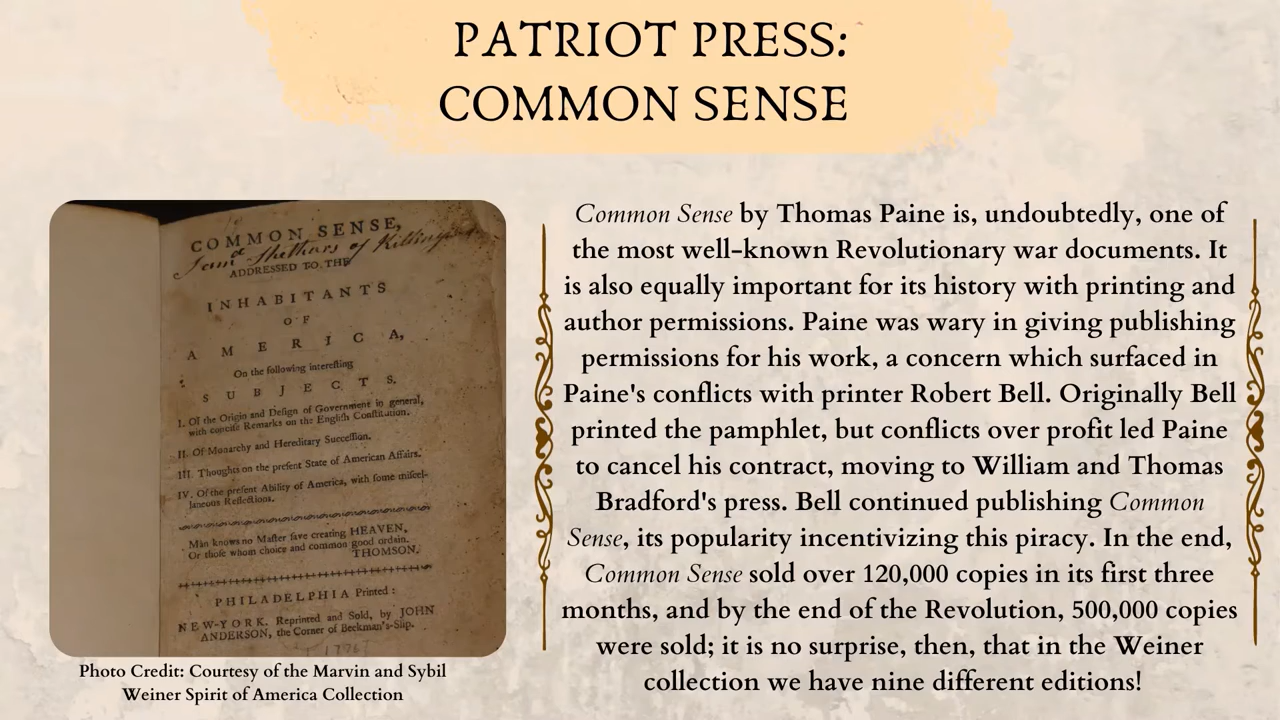 PATRIOT PRESS:
COMMON SENSE
COMMON SENSE,
ADDRESSED TO THE
INHABITANTS
OF
AMERICA,
On the following interesting
SUBJECTS.
I. Of the Origin and Design of Government in general,
with concise Remarks on the English Constitution.
II. Of Monarchy and Hereditary Succession.
III. Thoughts on the present State of American Affairs.
IV. Of the present Ability of America, with some miscel-
laneous Reflections.
Man knows no Master save creating HEAVEN,
Or those whom choice and common good ordain.
THOMSON.
PHILADELPHIA Printed:
NEW-YORK. Reprinted and Sold, by JOHN
ANDERSON, the Corner of Beekman's-Slip.
1776
Photo Credit: Courtesy of the Marvin and Sybil
Weiner Spirit of America Collection
Common Sense by Thomas Paine is, undoubtedly, one of
the most well-known Revolutionary war documents. It
is also equally important for its history with printing and
author permissions. Paine was wary in giving publishing
permissions for his work, a concern which surfaced in
Paine's conflicts with printer Robert Bell. Originally Bell
printed the pamphlet, but conflicts over profit led Paine
to cancel his contract, moving to William and Thomas
Bradford's press. Bell continued publishing Common
Sense, its popularity incentivizing this piracy. In the end,
Common Sense sold over 120,000 copies in its first three
months, and by the end of the Revolution, 500,000 copies
were sold; it is no surprise, then, that in the Weiner
collection we have nine different editions!